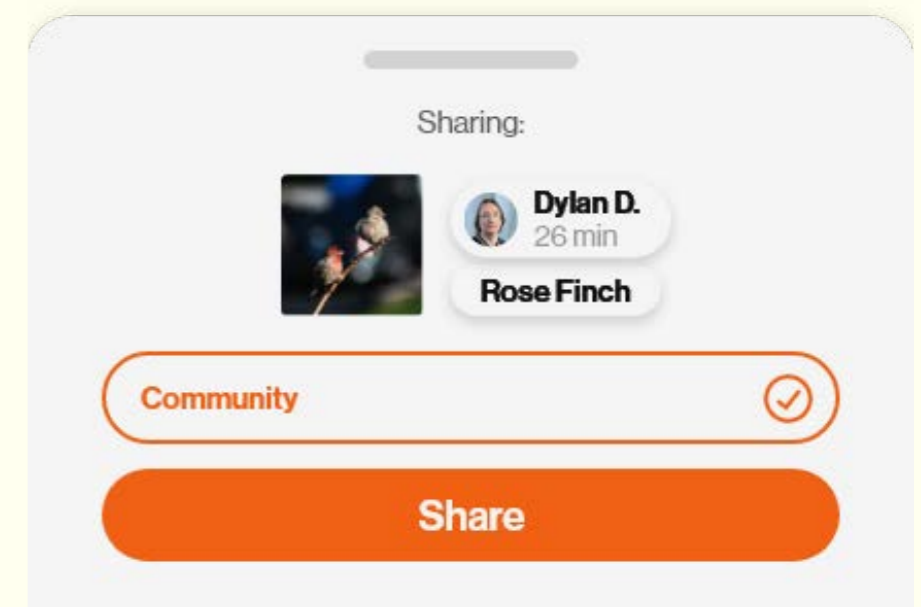 Sharing:
Dylan D.
26 min
Rose Finch
Community
Share